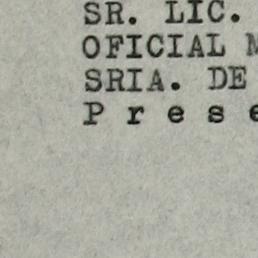 SR. LIC.
OFICIAL M
SRIA. DE
P r e s e